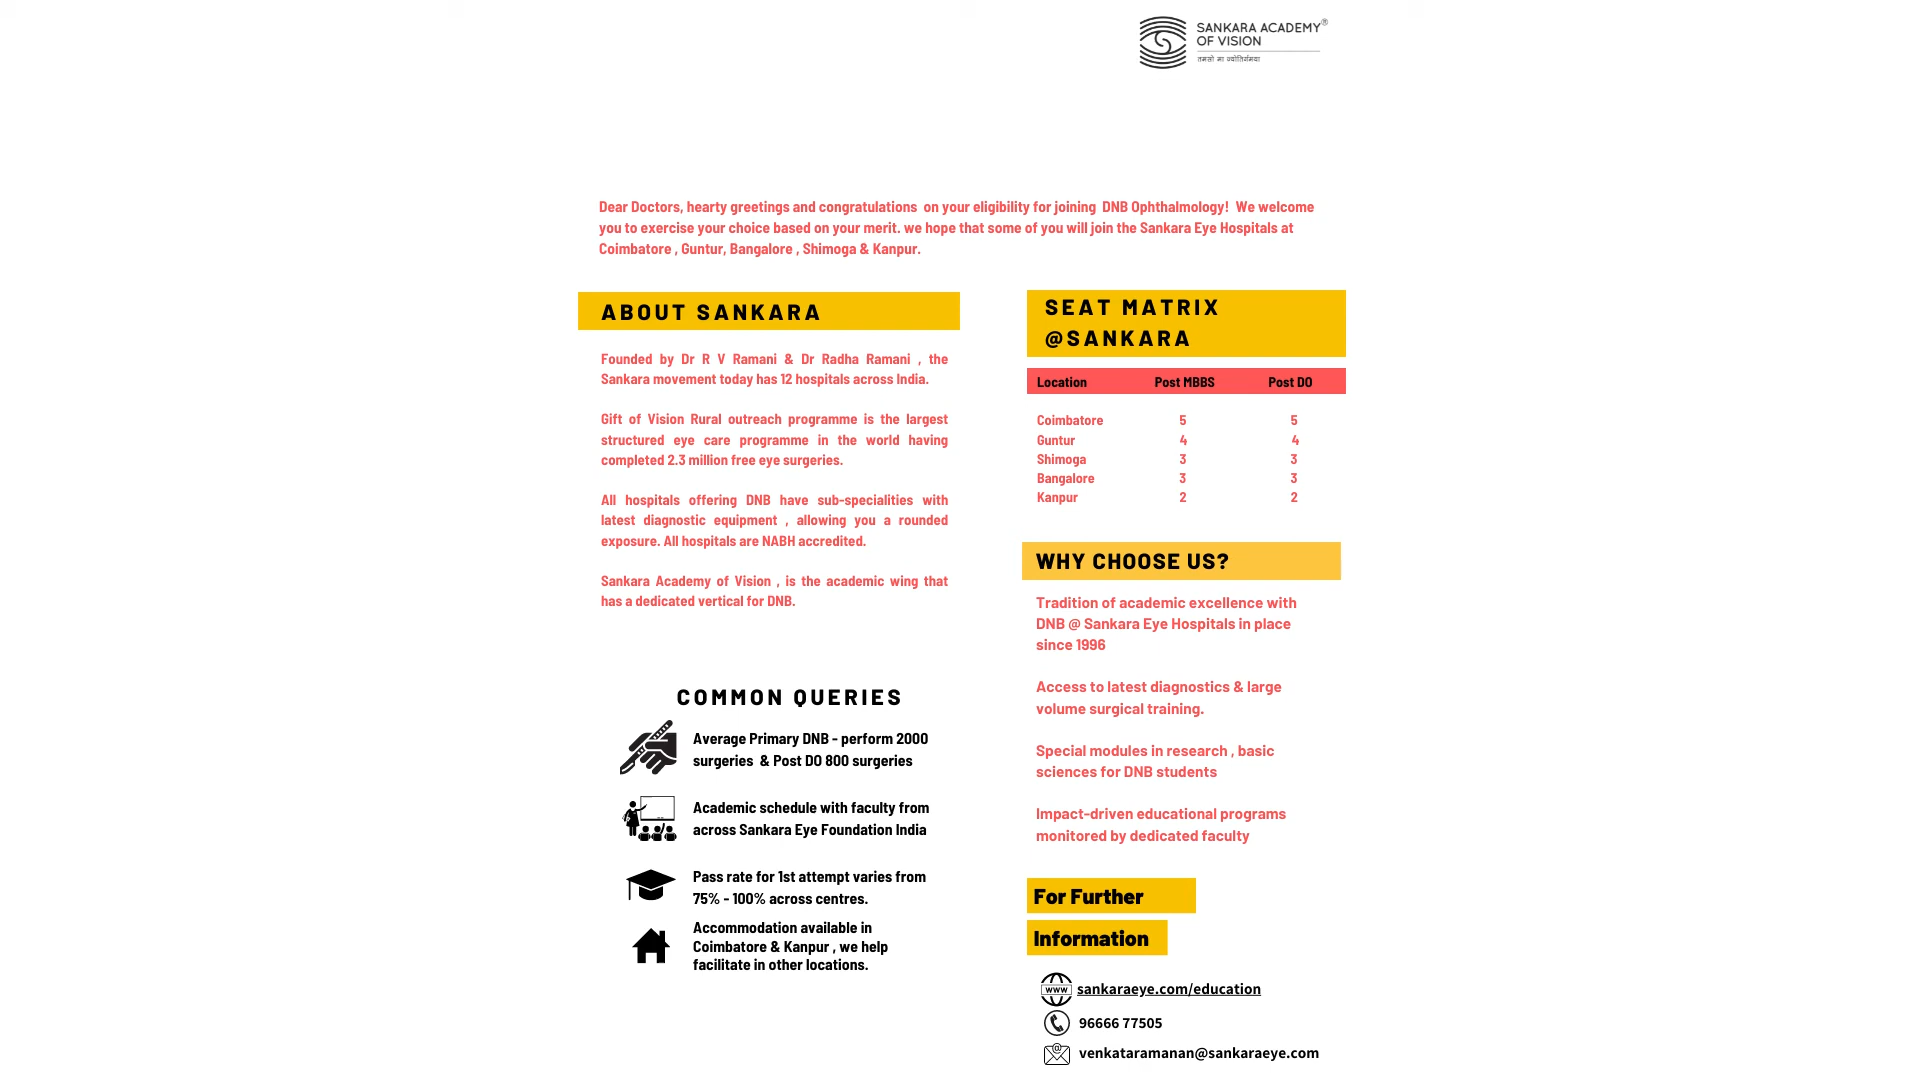 SANKARA ACADEMY®
OF VISION
तमसो मा ज्योतिर्गमया
Dear Doctors, hearty greetings and congratulations on your eligibility for joining DNB Ophthalmology! We welcome
you to exercise your choice based on your merit. we hope that some of you will join the Sankara Eye Hospitals at
Coimbatore , Guntur, Bangalore , Shimoga & Kanpur.
ABOUT SANKARA
Founded by Dr R V Ramani & Dr Radha Ramani , the
Sankara movement today has 12 hospitals across India.
Gift of Vision Rural outreach programme is the largest
structured eye care programme in the world having
completed 2.3 million free eye surgeries.
All hospitals offering DNB have sub-specialities with
latest diagnostic equipment , allowing you a rounded
exposure. All hospitals are NABH accredited.
Sankara Academy of Vision , is the academic wing that
has a dedicated vertical for DNB.
COMMON QUERIES
Average Primary DNB - perform 2000
surgeries & Post DO 800 surgeries
Academic schedule with faculty from
across Sankara Eye Foundation India
Pass rate for 1st attempt varies from
75% - 100% across centres.
Accommodation available in
Coimbatore & Kanpur , we help
facilitate in other locations.
SEAT MATRIX
@SANKARA
Location Post MBBS Post DO
Coimbatore 5 5
Guntur 4 4
Shimoga 3 3
Bangalore 3 3
Kanpur 2 2
WHY CHOOSE US?
Tradition of academic excellence with
DNB @ Sankara Eye Hospitals in place
since 1996
Access to latest diagnostics & large
volume surgical training.
Special modules in research , basic
sciences for DNB students
Impact-driven educational programs
monitored by dedicated faculty
For Further
Information
www sankaraeye.com/education
96666 77505
@ venkataramanan@sankaraeye.com